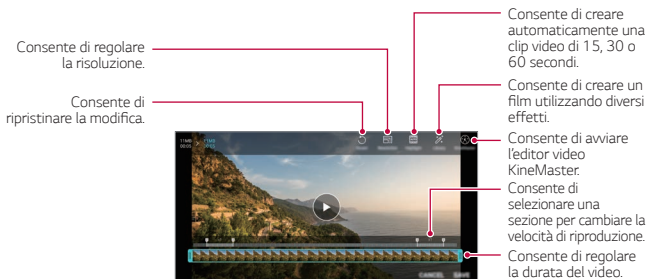 Consente di regolare
la risoluzione.
Consente di
ripristinare la modifica.
Consente di creare
automaticamente una
clip video di 15, 30 o
60 secondi.
Consente di creare un
film utilizzando diversi
effetti.
Consente di avviare
l'editor video
KineMaster.
Consente di
selezionare una
sezione per cambiare la
velocità di riproduzione.
Consente di regolare
la durata del video.
CANCEL SAVE